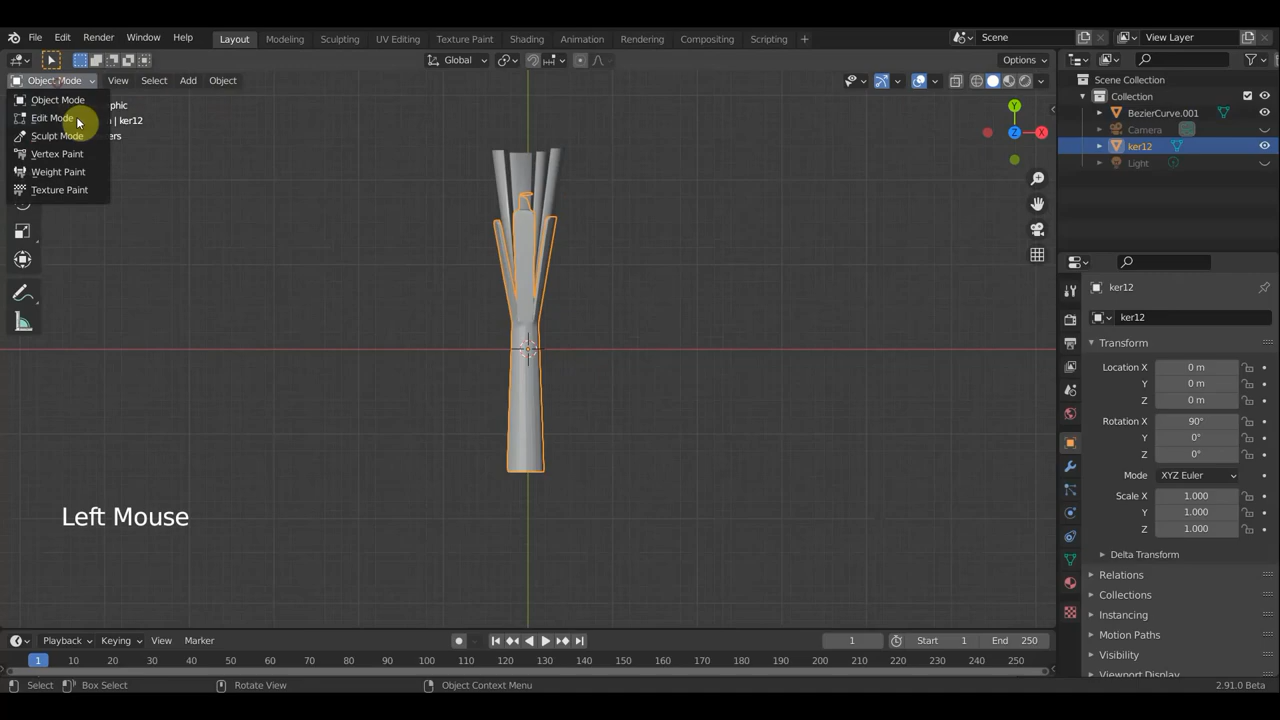 File Edit Render Window Help Layout Modeling Sculpting UV Editing Texture Paint Shading Animation Rendering Compositing Scripting + Scene View Layer
Global Options
Object Mode View Select Add Object
Object Mode
Edit Mode
Sculpt Mode
Vertex Paint
Weight Paint
Texture Paint
phic
| ker12
ers
X
Y
Z
Left Mouse
Scene Collection
Collection
BezierCurve.001
Camera
ker12
Light
ker12
ker12
Transform
Location X 0 m
Y 0 m
Z 0 m
Rotation X 90°
Y 0°
Z 0°
Mode XYZ Euler
Scale X 1.000
Y 1.000
Z 1.000
Delta Transform
Relations
Collections
Instancing
Motion Paths
Visibility
Viewport Display
Playback Keying View Marker 1 Start 1 End 250
1 10 20 30 40 50 60 70 80 90 100 110 120 130 140 150 160 170 180 190 200 210 220 230 240 250
Select Box Select Rotate View Object Context Menu 2.91.0 Beta